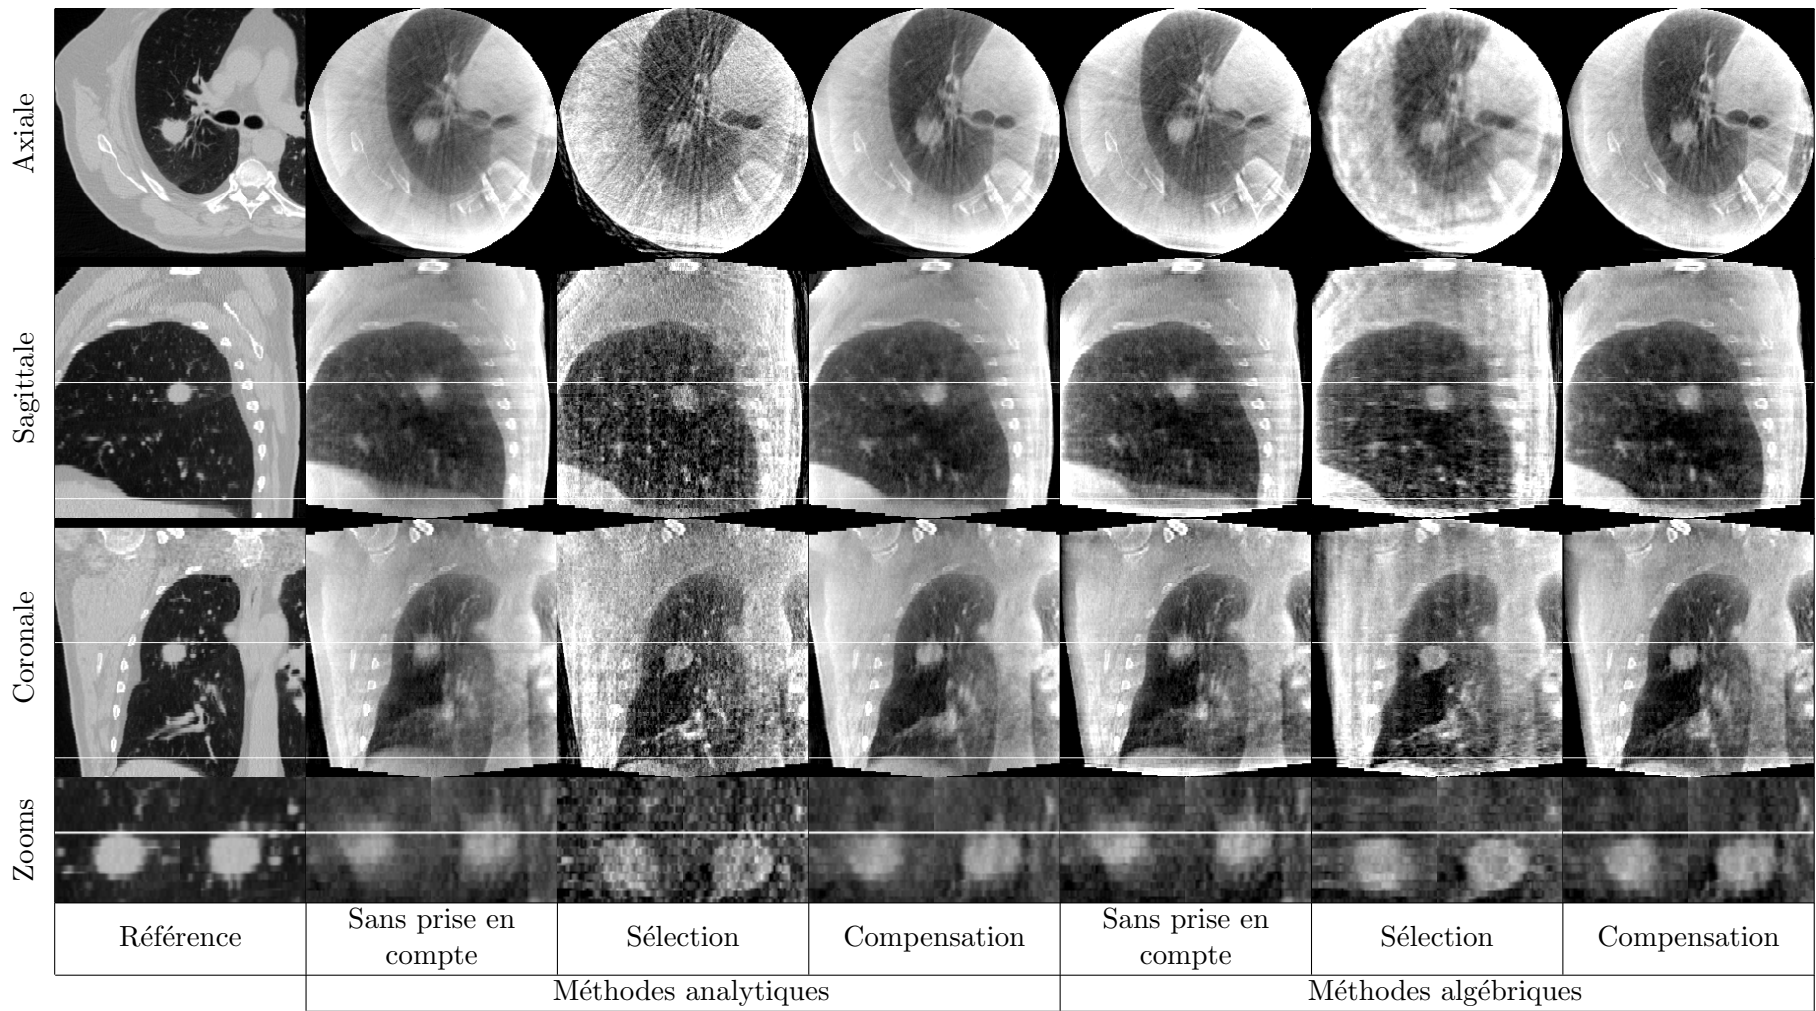 Axiale
Sagittale
Coronale
Zooms
Référence
Sans prise en
compte
Sélection
Compensation
Sans prise en
compte
Sélection
Compensation
Méthodes analytiques
Méthodes algébriques